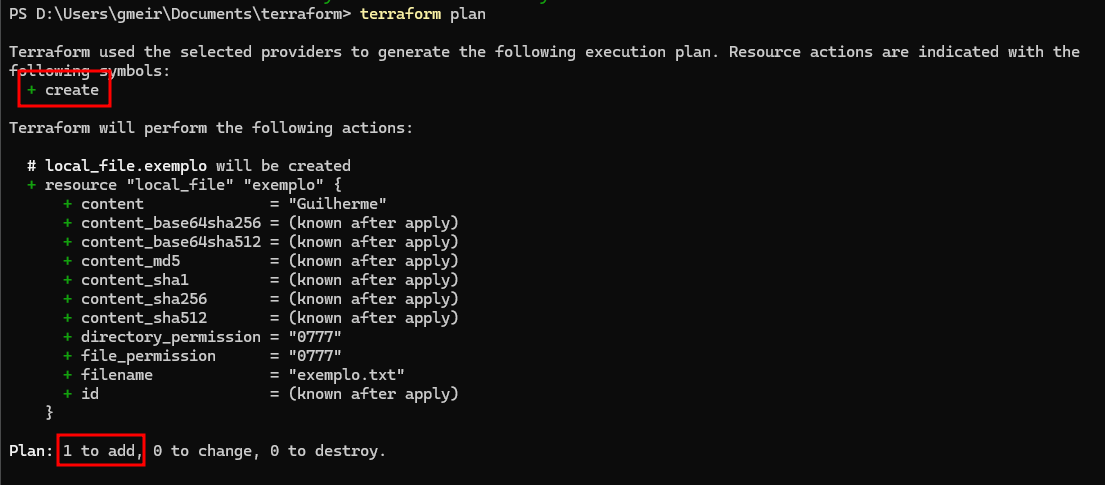 PS D:\Users\gmeir\Documents\terraform> terraform plan
Terraform used the selected providers to generate the following execution plan. Resource actions are indicated with the
following symbols:
+ create
Terraform will perform the following actions:
# local_file.exemplo will be created
+ resource "local_file" "exemplo" {
+ content              = "Guilherme"
+ content_base64sha256 = (known after apply)
+ content_base64sha512 = (known after apply)
+ content_md5          = (known after apply)
+ content_sha1         = (known after apply)
+ content_sha256       = (known after apply)
+ content_sha512       = (known after apply)
+ directory_permission = "0777"
+ file_permission      = "0777"
+ filename             = "exemplo.txt"
+ id                   = (known after apply)
}
Plan: 1 to add, 0 to change, 0 to destroy.